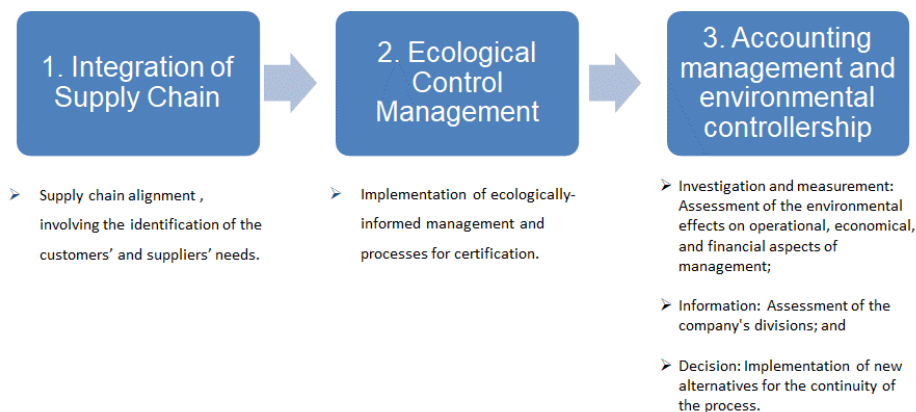 1. Integration of
Supply Chain
➢ Supply chain alignment ,
involving the identification of the
customers’ and suppliers’ needs.
2. Ecological
Control
Management
➢ Implementation of ecologically-
informed management and
processes for certification.
3. Accounting
management and
environmental
controllership
➢ Investigation and measurement:
Assessment of the environmental
effects on operational, economical,
and financial aspects of
management;
➢ Information: Assessment of the
company's divisions; and
➢ Decision: Implementation of new
alternatives for the continuity of
the process.